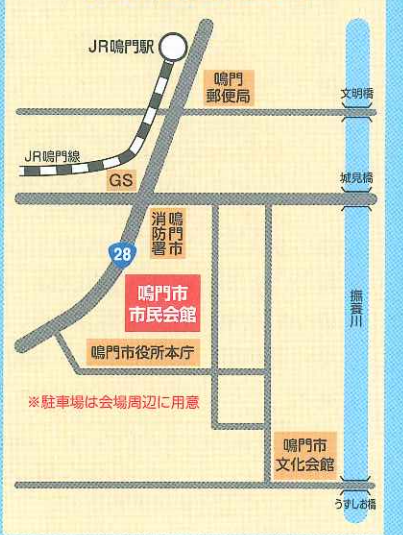 JR鳴門駅
鳴門
郵便局
文明橋
JR鳴門線
GS
城見橋
鳴門市
消防署
28
鳴門市
市民会館
撫養川
鳴門市役所本庁
※駐車場は会場周辺に用意
鳴門市
文化会館
うずしお橋